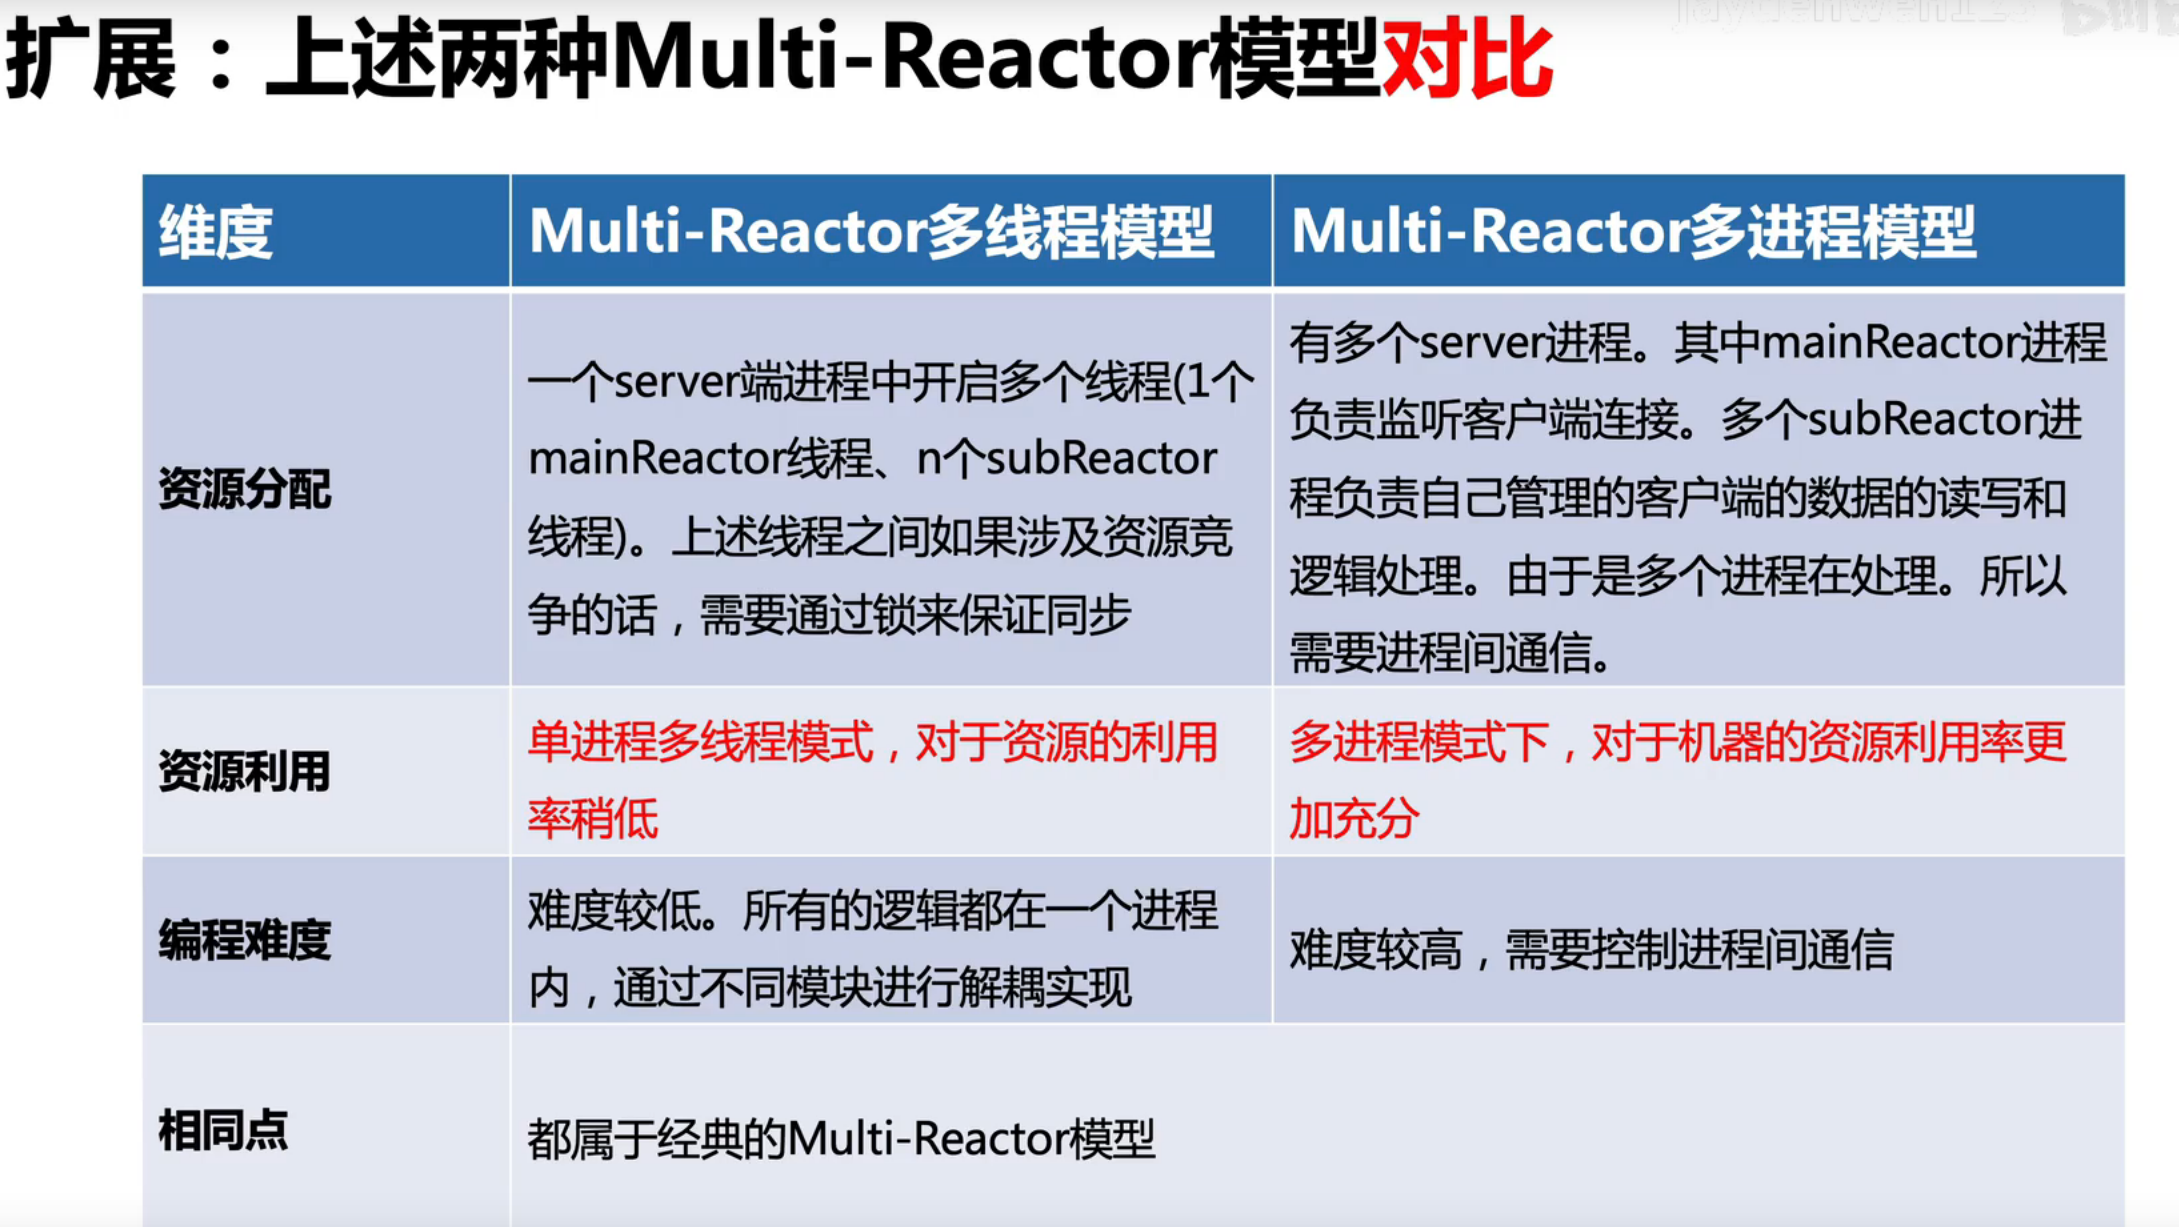 扩展：上述两种Multi-Reactor模型对比
维度
Multi-Reactor多线程模型
Multi-Reactor多进程模型
资源分配
一个server端进程中开启多个线程(1个
mainReactor线程、n个subReactor
线程)。上述线程之间如果涉及资源竞
争的话，需要通过锁来保证同步
有多个server进程。其中mainReactor进程
负责监听客户端连接。多个subReactor进
程负责自己管理的客户端的数据的读写和
逻辑处理。由于是多个进程在处理。所以
需要进程间通信。
资源利用
单进程多线程模式，对于资源的利用
率稍低
多进程模式下，对于机器的资源利用率更
加充分
编程难度
难度较低。所有的逻辑都在一个进程
内，通过不同模块进行解耦实现
难度较高，需要控制进程间通信
相同点
都属于经典的Multi-Reactor模型